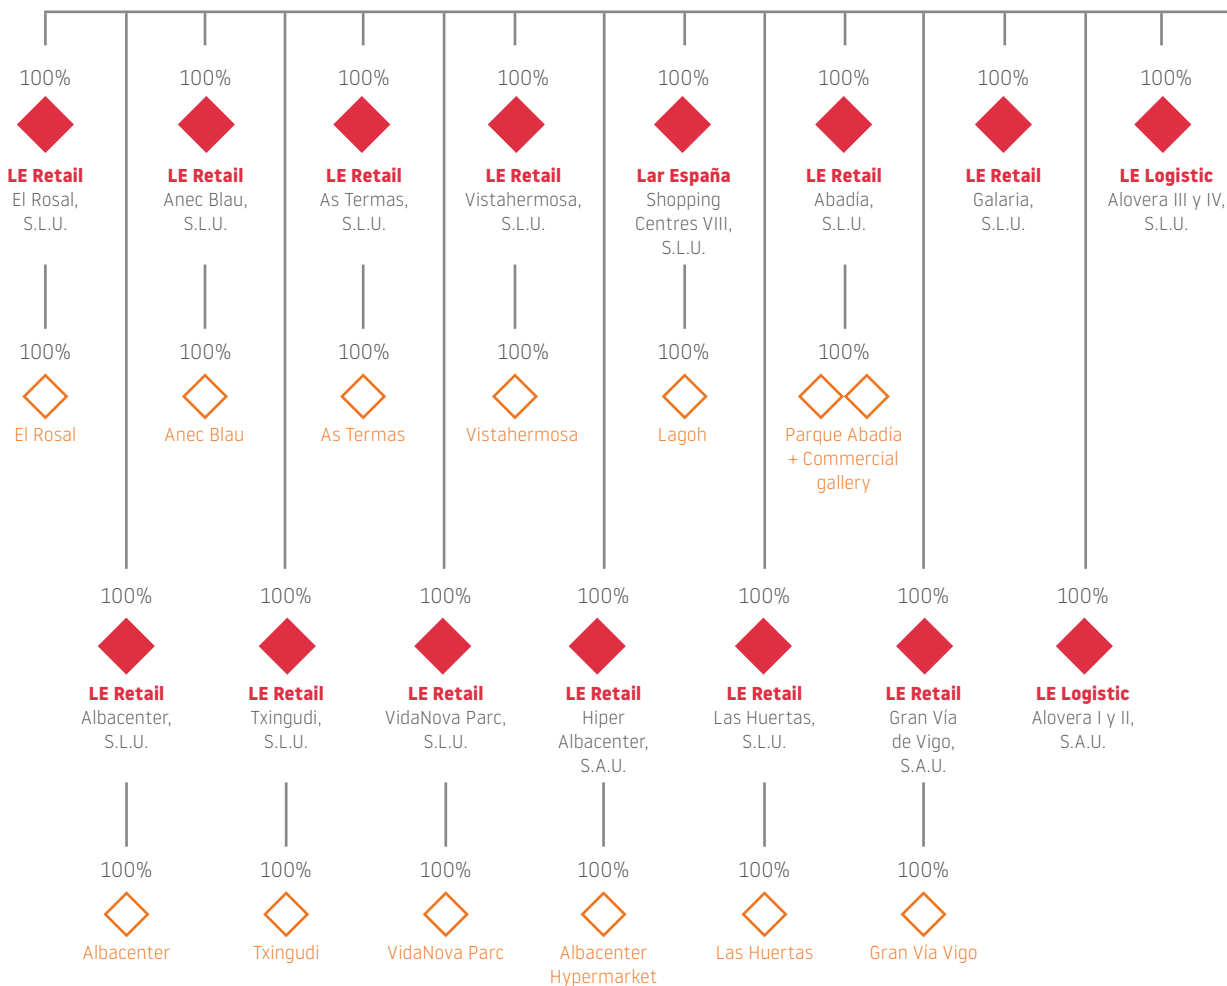 100%
LE Retail
El Rosal,
S.L.U.
100%
LE Retail
Anec Blau,
S.L.U.
100%
LE Retail
As Termas,
S.L.U.
100%
LE Retail
Vistahermosa,
S.L.U.
100%
Lar España
Shopping
Centres VIII,
S.L.U.
100%
LE Retail
Abadía,
S.L.U.
100%
LE Retail
Galaria,
S.L.U.
100%
LE Logistic
Alovera III y IV,
S.L.U.
100%
El Rosal
100%
Anec Blau
100%
As Termas
100%
Vistahermosa
100%
Lagoh
100%
Parque Abadía
+ Commercial
gallery
100%
LE Retail
Albacenter,
S.L.U.
100%
LE Retail
Txingudi,
S.L.U.
100%
LE Retail
VidaNova Parc,
S.L.U.
100%
LE Retail
Hiper
Albacenter,
S.A.U.
100%
LE Retail
Las Huertas,
S.L.U.
100%
LE Retail
Gran Vía
de Vigo,
S.A.U.
100%
LE Logistic
Alovera I y II,
S.A.U.
100%
Albacenter
100%
Txingudi
100%
VidaNova Parc
100%
Albacenter
Hypermarket
100%
Las Huertas
100%
Gran Vía Vigo